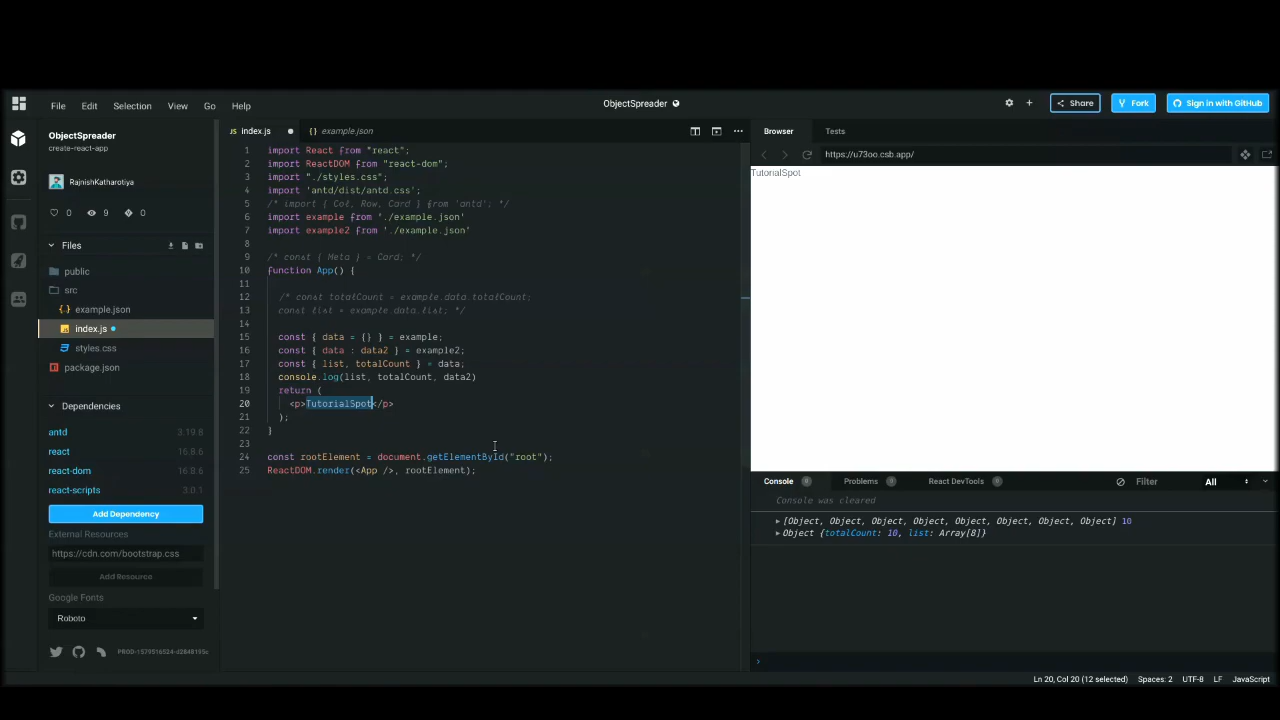 File Edit Selection View Go Help
ObjectSpreader
Share
Fork
Sign in with GitHub
ObjectSpreader
create-react-app
RajnishKatharotiya
0 9 0
Files
public
src
example.json
index.js
styles.css
package.json
Dependencies
antd 3.19.8
react 16.8.6
react-dom 16.8.6
react-scripts 3.0.1
Add Dependency
External Resources
https://cdn.com/bootstrap.css
Add Resource
Google Fonts
Roboto
JS index.js
{ } example.json
1 import React from "react";
2 import ReactDOM from "react-dom";
3 import "./styles.css";
4 import 'antd/dist/antd.css';
5 /* import { Col, Row, Card } from 'antd'; */
6 import example from './example.json'
7 import example2 from './example.json'
8
9 /* const { Meta } = Card; */
10 function App() {
11
12 /* const totalCount = example.data.totalCount;
13 const list = example.data.list; */
14
15 const { data = {} } = example;
16 const { data : data2 } = example2;
17 const { list, totalCount } = data;
18 console.log(list, totalCount, data2)
19 return (
20 <p>TutorialSpot</p>
21 );
22 }
23
24 const rootElement = document.getElementById("root");
25 ReactDOM.render(<App />, rootElement);
Browser Tests
https://u73oo.csb.app/
TutorialSpot
Console 0 Problems 0 React DevTools 0 Filter All
Console was cleared
[Object, Object, Object, Object, Object, Object, Object, Object] 10
Object {totalCount: 10, list: Array[8]}
Ln 20, Col 20 (12 selected) Spaces: 2 UTF-8 LF JavaScript